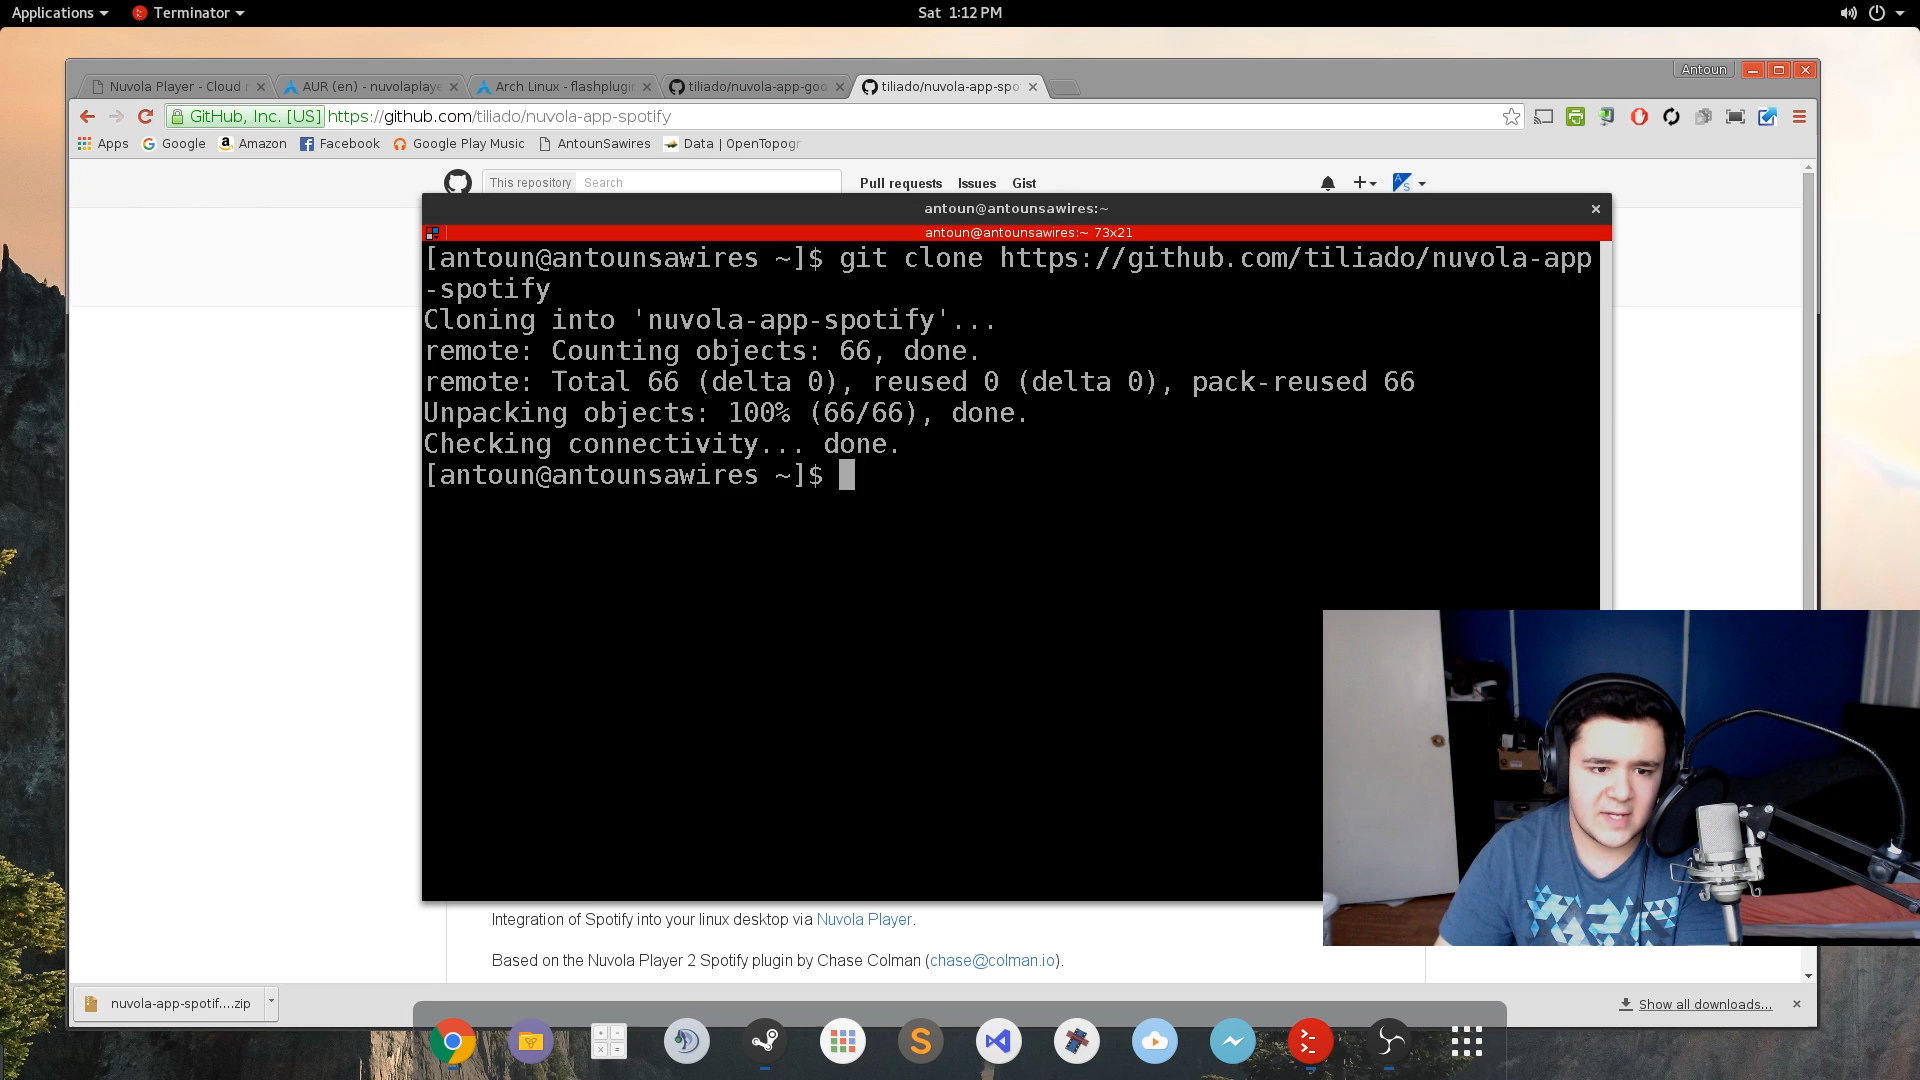 Applications
Terminator
Sat 1:12 PM
Antoun
Nuvola Player - Cloud
AUR (en) - nuvolaplaye
Arch Linux - flashplugi
tiliado/nuvola-app-goo
tiliado/nuvola-app-spo
GitHub, Inc. [US] https://github.com/tiliado/nuvola-app-spotify
Apps
Google
Amazon
Facebook
Google Play Music
AntounSawires
Data | OpenTopogr
This repository
Search
Pull requests
Issues
Gist
antoun@antounsawires:~
antoun@antounsawires:~ 73x21
[antoun@antounsawires ~]$ git clone https://github.com/tiliado/nuvola-app
-spotify
Cloning into 'nuvola-app-spotify'...
remote: Counting objects: 66, done.
remote: Total 66 (delta 0), reused 0 (delta 0), pack-reused 66
Unpacking objects: 100% (66/66), done.
Checking connectivity... done.
[antoun@antounsawires ~]$
Integration of Spotify into your linux desktop via Nuvola Player.
Based on the Nuvola Player 2 Spotify plugin by Chase Colman (chase@colman.io).
nuvola-app-spotif....zip
Show all downloads...